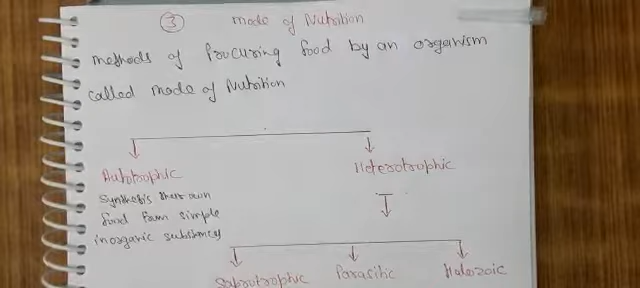 3 mode of Nutrition
methods of Procuring food by an organism
called mode of Nutrition
Autotrophic
Heterotrophic
synthesis their own
food from simple
inorganic substances
Saprotrophic Parasitic Holozoic